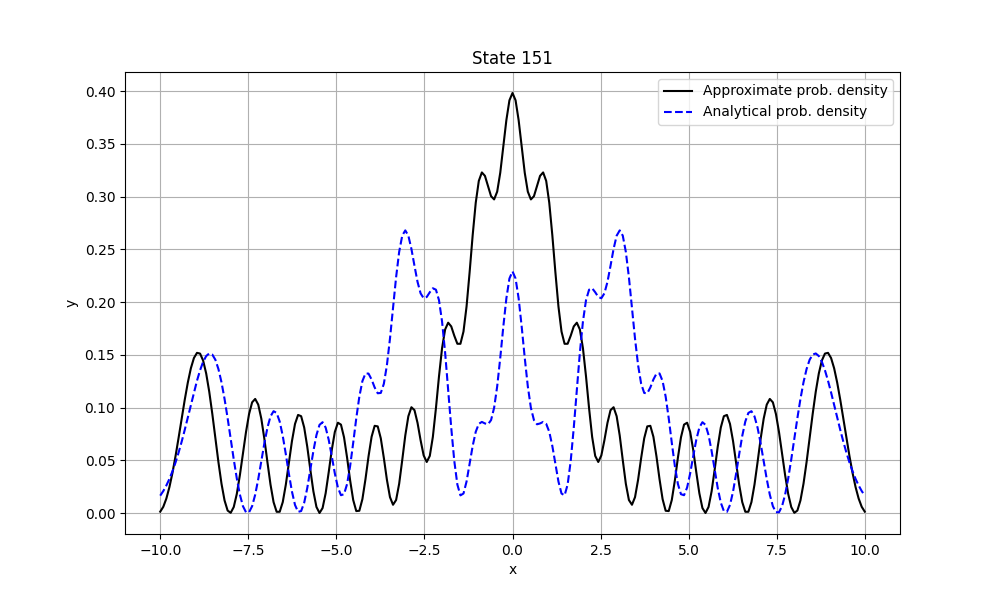 State 151
Approximate prob. density
Analytical prob. density
0.40
0.35
0.30
0.25
0.20
0.15
0.10
0.05
0.00
y
−10.0 −7.5 −5.0 −2.5 0.0 2.5 5.0 7.5 10.0
x